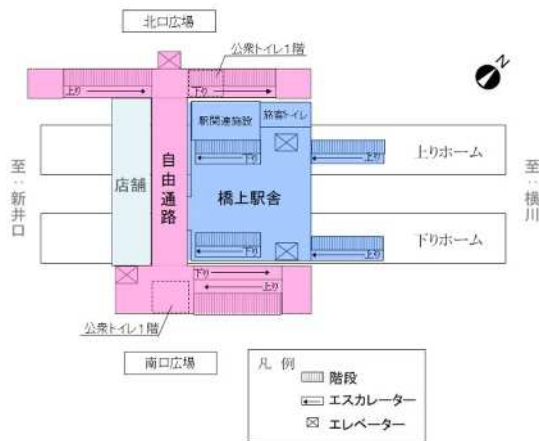 北口広場
公衆トイレ1階
N
上り
下り
駅関連施設
旅客トイレ
下り
上り
上りホーム
店舗
自由通路
橋上駅舎
至:新井口
至:横川
下り
上り
下りホーム
下り
上り
公衆トイレ1階
南口広場
凡 例
階段
エスカレーター
エレベーター